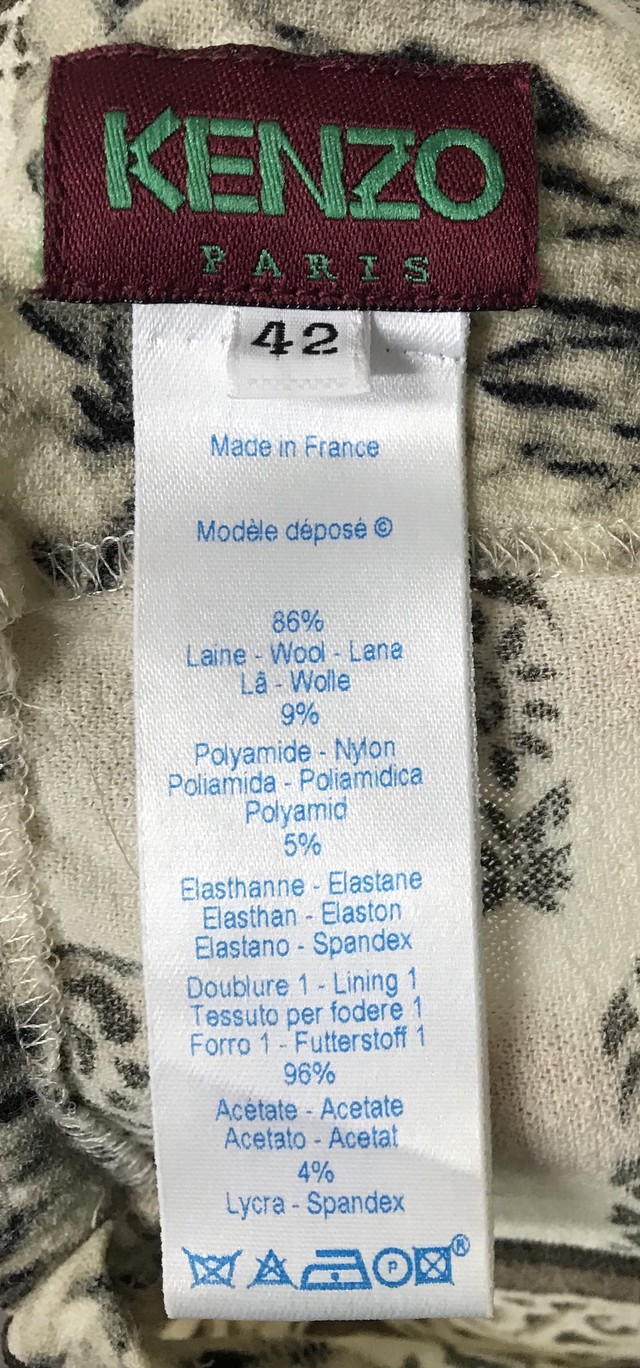 KENZO
PARIS
42
Made in France
Modèle déposé ©
86%
Laine - Wool - Lana
Lã - Wolle
9%
Polyamide - Nylon
Poliamida - Poliamidica
Polyamid
5%
Elasthanne - Elastane
Elasthan - Elaston
Elastano - Spandex
Doublure 1 - Lining 1
Tessuto per fodere 1
Forro 1 - Futterstoff 1
96%
Acétate - Acetate
Acetato - Acetat
4%
Lycra - Spandex
P ®